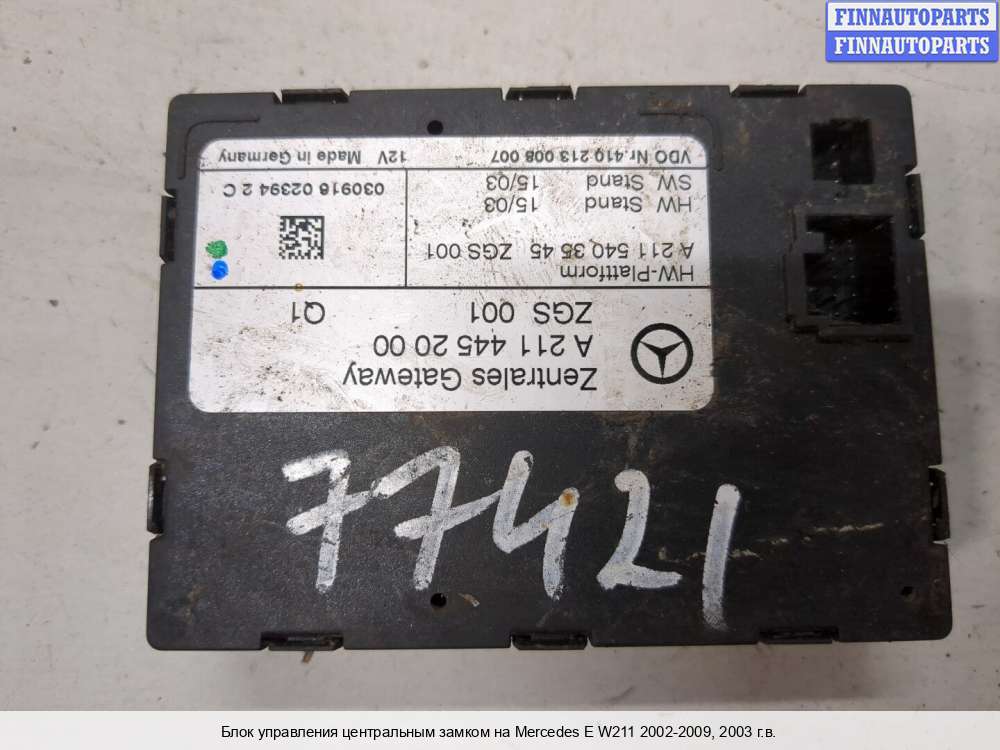 FINNAUTOPARTS
FINNAUTOPARTS
Zentrales Gateway
A 211 445 20 00
ZGS 001 Q1
HW-Plattform
A 211 540 35 45 ZGS 001
HW Stand 15/03
SW Stand 15/03
030916 02394 2 C
VDO Nr.410 213 008 007 12V Made in Germany
77421
Блок управления центральным замком на Mercedes E W211 2002-2009, 2003 г.в.